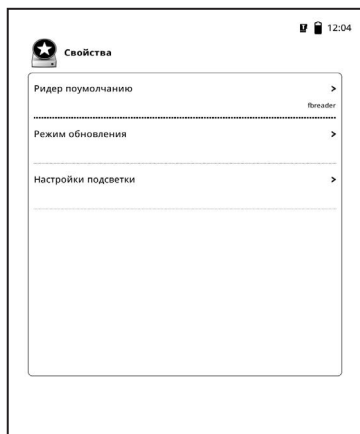 12:04
Свойства
Ридер поумолчанию >
fbreader
Режим обновления >
Настройки подсветки >